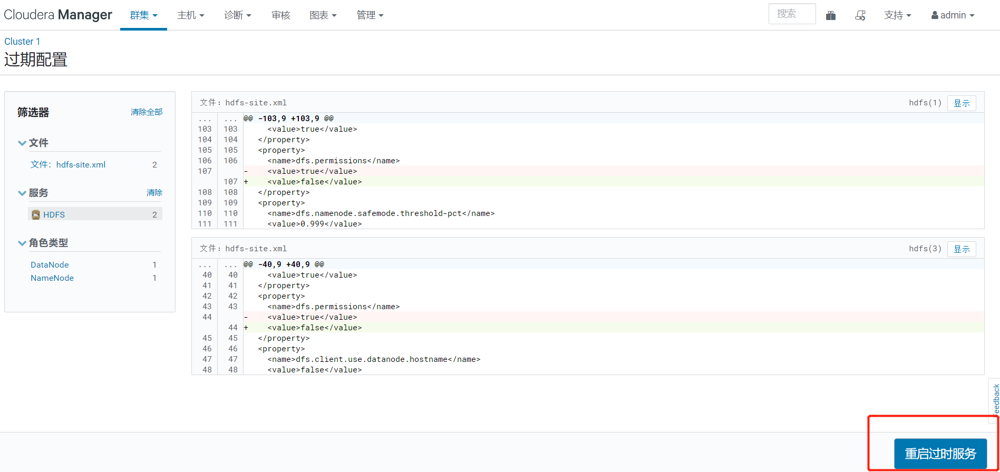 Cloudera Manager 群集 主机 诊断 审核 图表 管理 搜索 支持 admin
Cluster 1
过期配置
筛选器 清除全部
文件
文件：hdfs-site.xml 2
服务 清除
HDFS 2
角色类型
DataNode 1
NameNode 1
文件：hdfs-site.xml hdfs(1) 显示
... ... @@ -103,9 +103,9 @@
103 103 <value>true</value>
104 104 </property>
105 105 <property>
106 106 <name>dfs.permissions</name>
107 - <value>true</value>
107 + <value>false</value>
108 108 </property>
109 109 <property>
110 110 <name>dfs.namenode.safemode.threshold-pct</name>
111 111 <value>0.999</value>
文件：hdfs-site.xml hdfs(3) 显示
... ... @@ -40,9 +40,9 @@
40 40 <value>true</value>
41 41 </property>
42 42 <property>
43 43 <name>dfs.permissions</name>
44 - <value>true</value>
44 + <value>false</value>
45 45 </property>
46 46 <property>
47 47 <name>dfs.client.use.datanode.hostname</name>
48 48 <value>false</value>
Feedback
重启过时服务